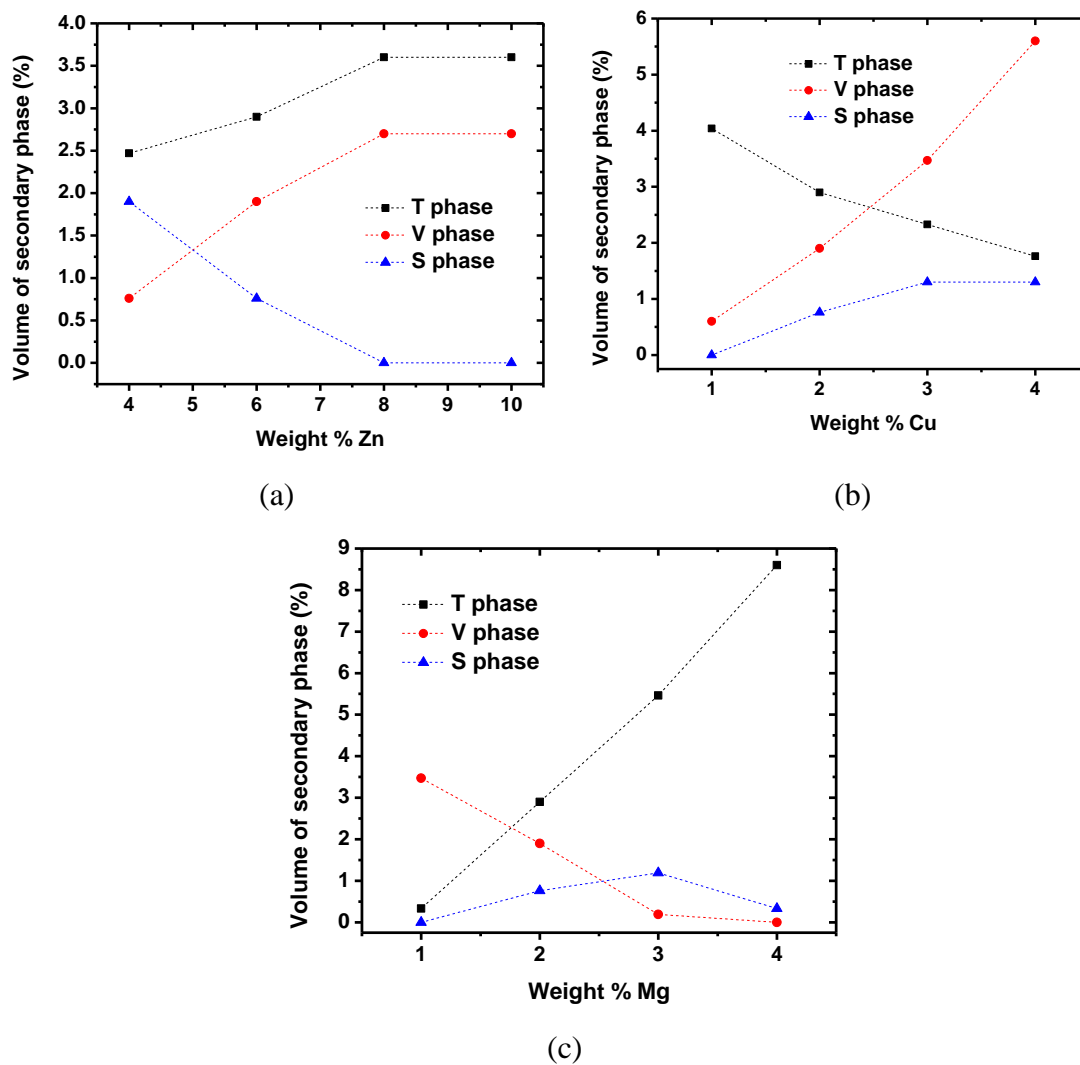 4.0
3.5
3.0
2.5
2.0
1.5
1.0
0.5
0.0
Volume of secondary phase (%)
T phase
V phase
S phase
4 5 6 7 8 9 10
Weight % Zn
(a)
6
5
4
3
2
1
0
Volume of secondary phase (%)
T phase
V phase
S phase
1 2 3 4
Weight % Cu
(b)
9
8
7
6
5
4
3
2
1
0
Volume of secondary phase (%)
T phase
V phase
S phase
1 2 3 4
Weight % Mg
(c)